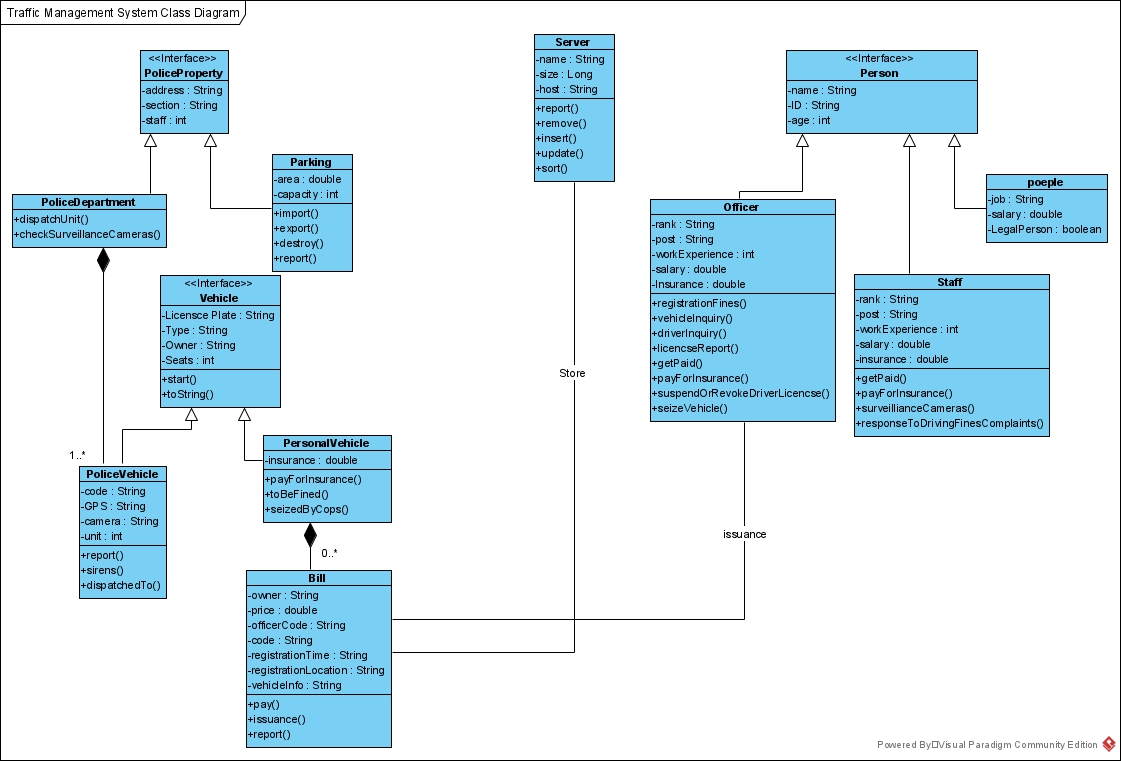 Traffic Management System Class Diagram
<<Interface>>
PoliceProperty
-address : String
-section : String
-staff : int
Server
-name : String
-size : Long
-host : String
+report()
+remove()
+insert()
+update()
+sort()
<<Interface>>
Person
-name : String
-ID : String
-age : int
Parking
-area : double
-capacity : int
+import()
+export()
+destroy()
+report()
PoliceDepartment
+dispatchUnit()
+checkSurveillanceCameras()
poeple
-job : String
-salary : double
-LegalPerson : boolean
Officer
-rank : String
-post : String
-workExperience : int
-salary : double
-Insurance : double
+registrationFines()
+vehicleInquiry()
+driverInquiry()
+licencseReport()
+getPaid()
+payForInsurance()
+suspendOrRevokeDriverLicencse()
+seizeVehicle()
Staff
-rank : String
-post : String
-workExperience : int
-salary : double
-insurance : double
+getPaid()
+payForInsurance()
+surveillianceCameras()
+responseToDrivingFinesComplaints()
<<Interface>>
Vehicle
-Licensce Plate : String
-Type : String
-Owner : String
-Seats : int
+start()
+toString()
Store
PersonalVehicle
-insurance : double
+payForInsurance()
+toBeFined()
+seizedByCops()
1..*
PoliceVehicle
-code : String
-GPS : String
-camera : String
-unit : int
+report()
+sirens()
+dispatchedTo()
issuance
0..*
Bill
-owner : String
-price : double
-officerCode : String
-code : String
-registrationTime : String
-registrationLocation : String
-vehicleInfo : String
+pay()
+issuance()
+report()
Powered By Visual Paradigm Community Edition